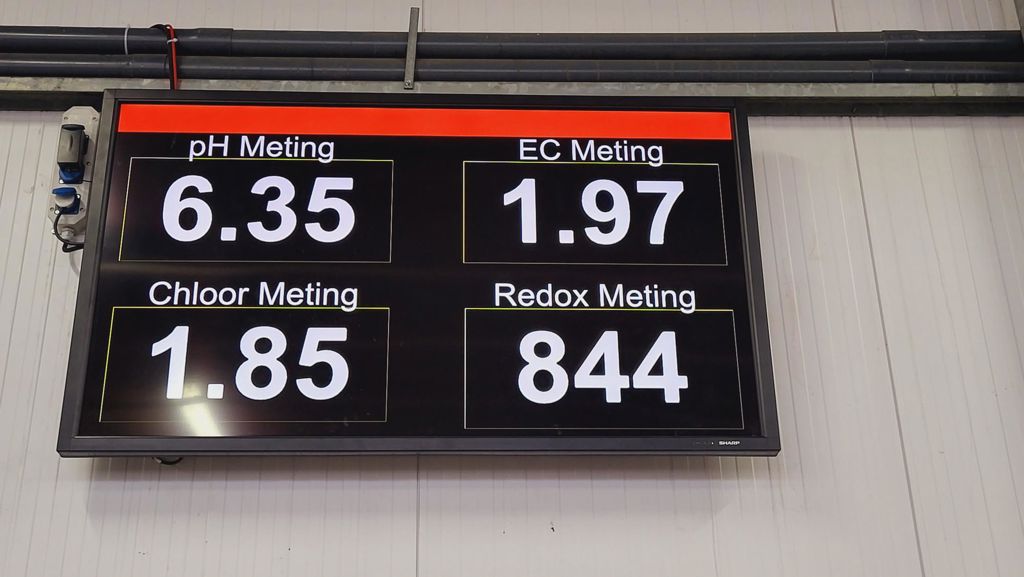 pH Meting
6.35
EC Meting
1.97
Chloor Meting
1.85
Redox Meting
844
SHARP